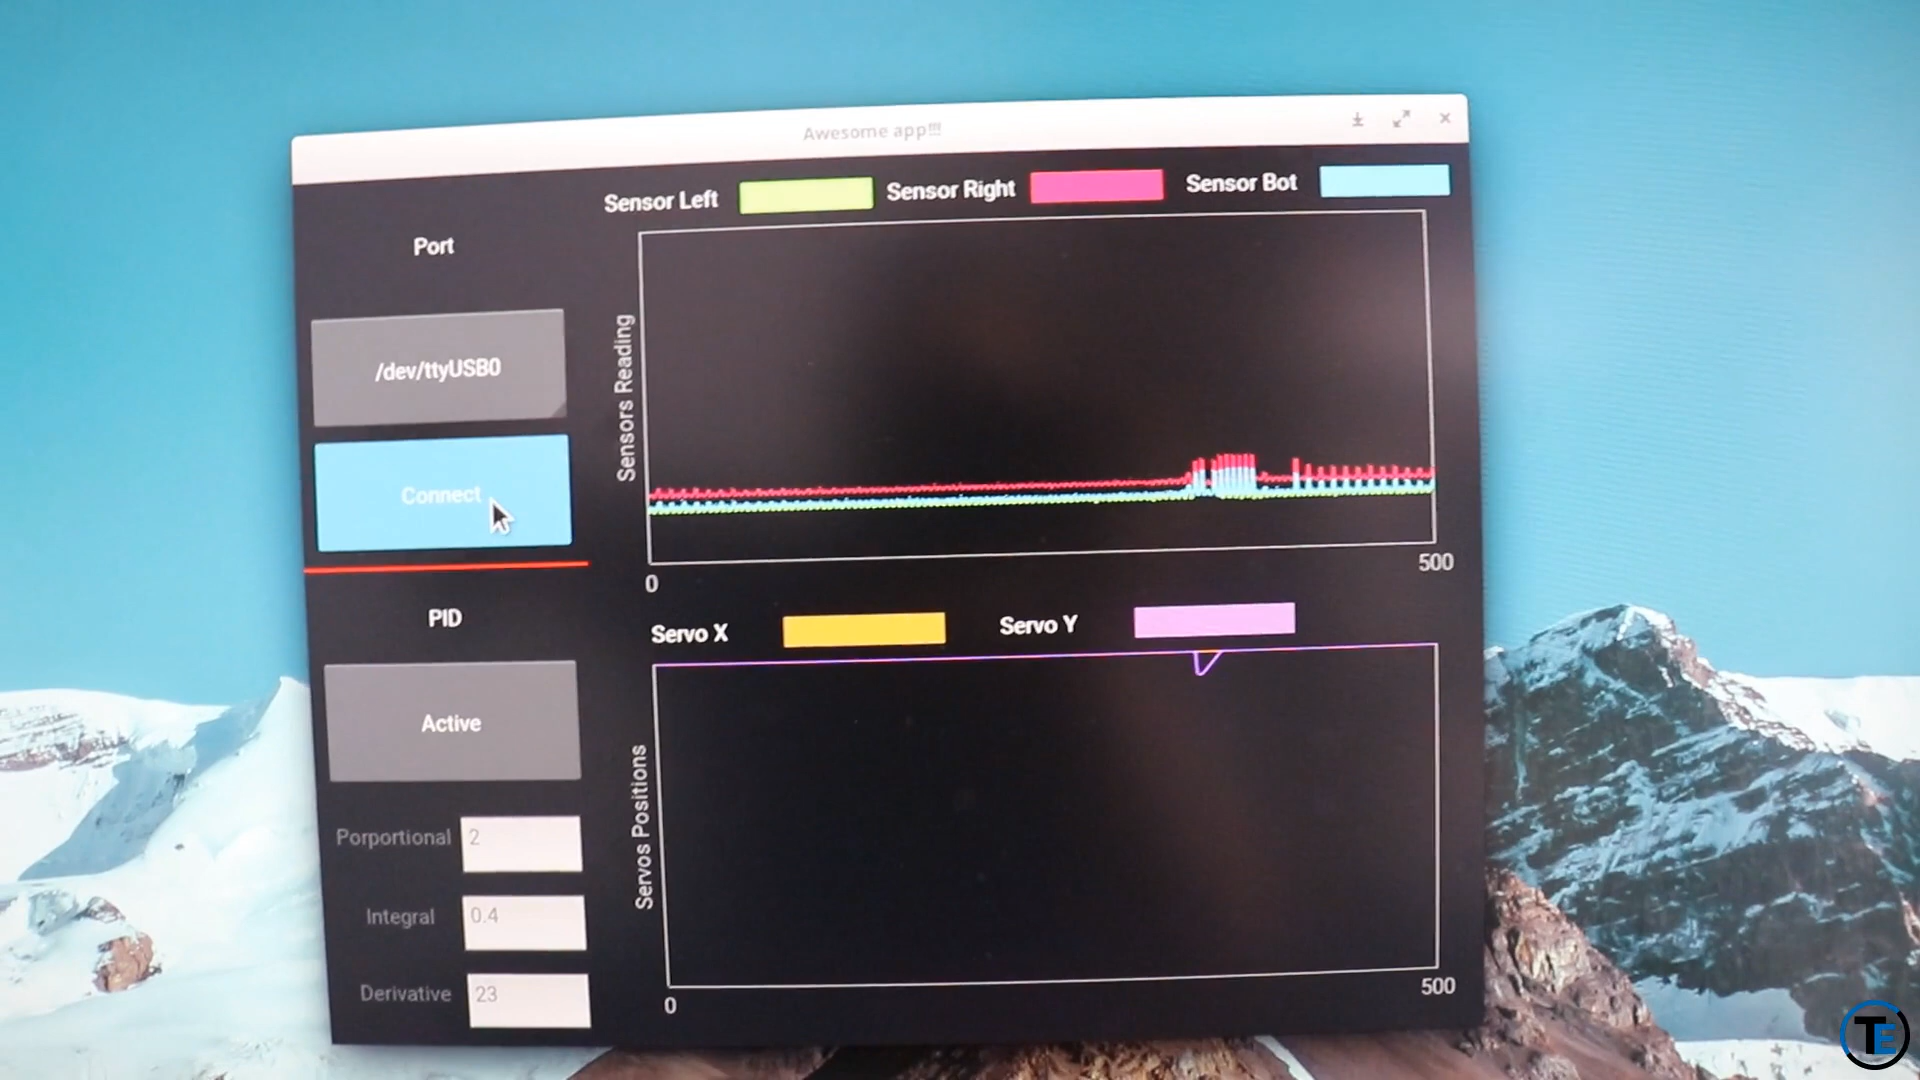 Awesome app!!!
Sensor Left
Sensor Right
Sensor Bot
Port
/dev/ttyUSB0
Connect
Sensors Reading
0
500
PID
Active
Porportional
2
Integral
0.4
Derivative
23
Servo X
Servo Y
Servos Positions
0
500
TE